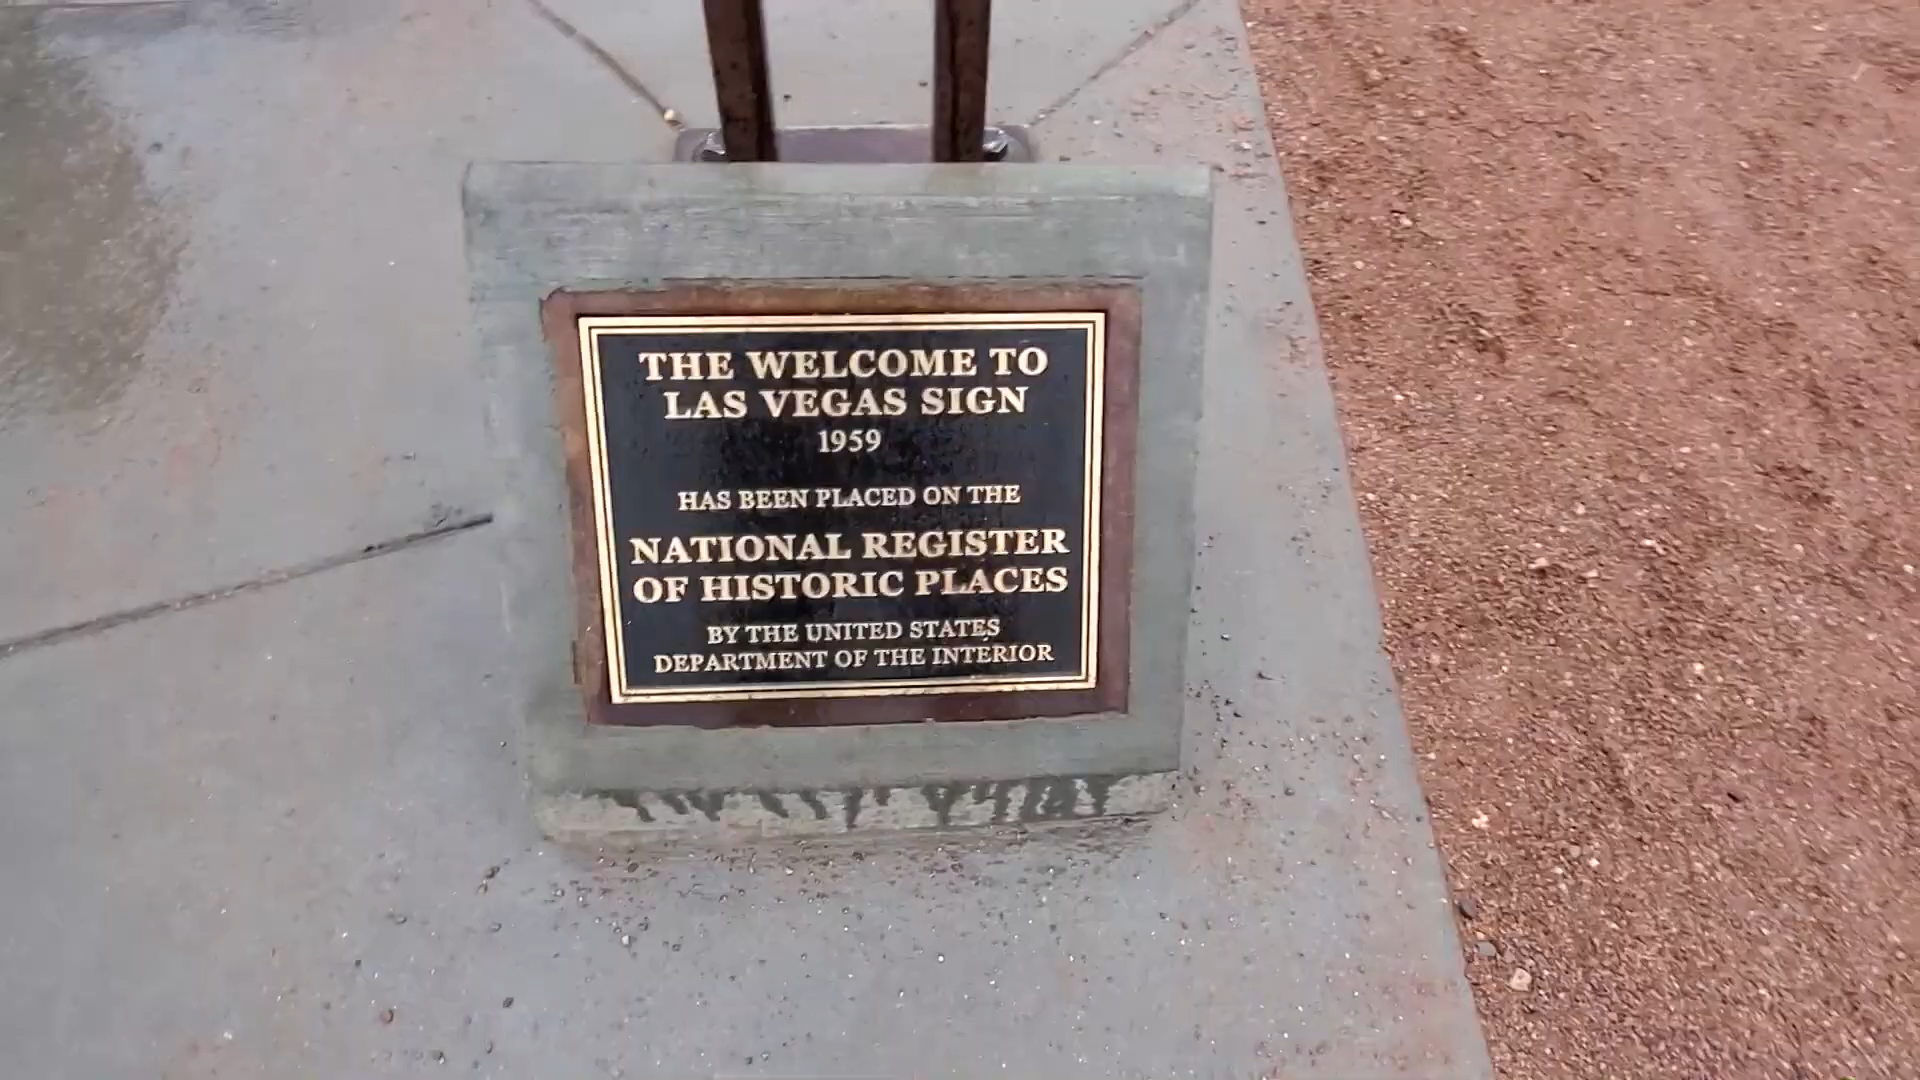 THE WELCOME TO
LAS VEGAS SIGN
1959
HAS BEEN PLACED ON THE
NATIONAL REGISTER
OF HISTORIC PLACES
BY THE UNITED STATES
DEPARTMENT OF THE INTERIOR